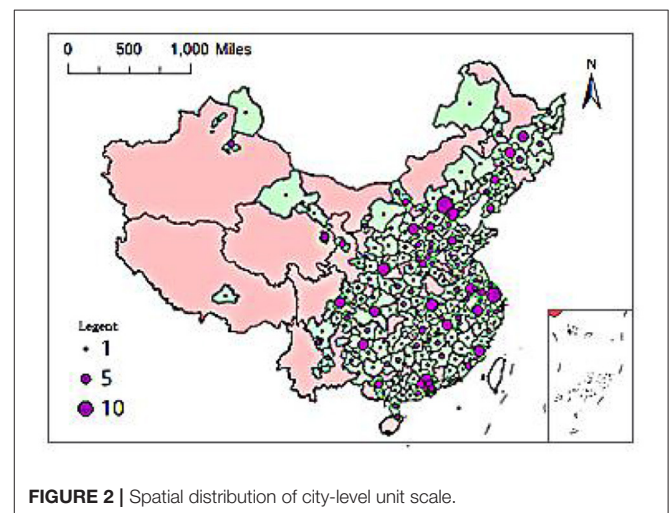 0 500 1,000 Miles
N
Legent
1
5
10
FIGURE 2 | Spatial distribution of city-level unit scale.